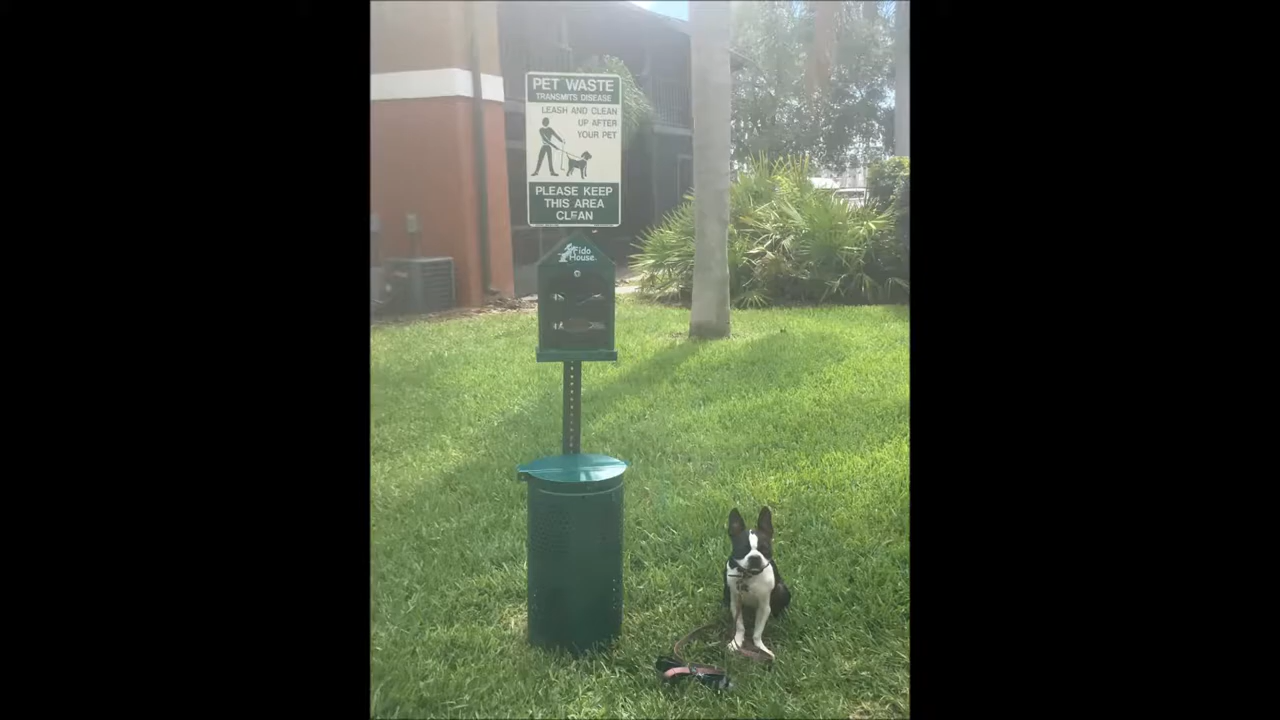 PET WASTE
TRANSMITS DISEASE
LEASH AND CLEAN
UP AFTER
YOUR PET
PLEASE KEEP
THIS AREA
CLEAN
Fido
House